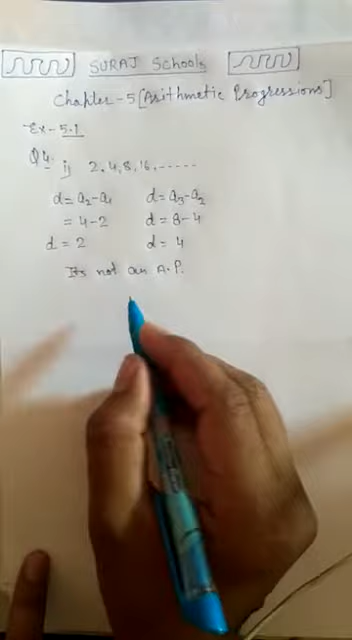 SURAJ Schools
Chapter-5[Arithmetic Progressions]
Ex-5.1
Q4. i) 2,4,8,16,.....
d=a₂-a₁ d=a₃-a₂
=4-2 d=8-4
d=2 d=4
Its not an A.P.